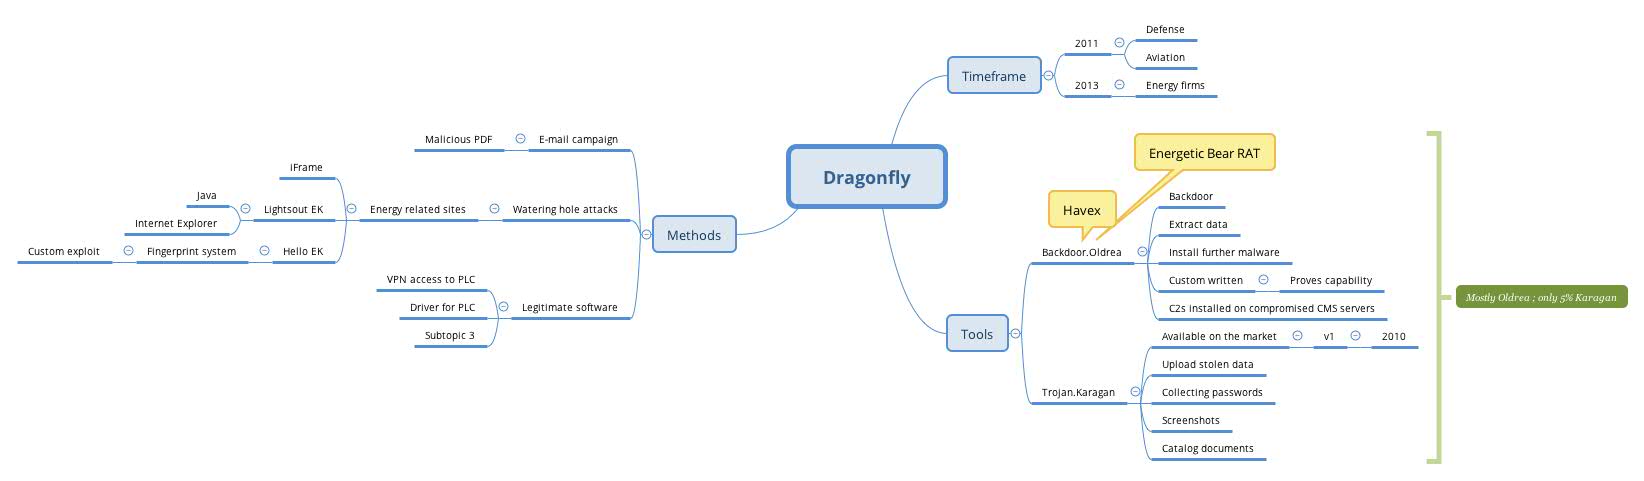 Dragonfly
Timeframe
2011
Defense
Aviation
2013
Energy firms
Methods
E-mail campaign
Malicious PDF
Watering hole attacks
Energy related sites
iFrame
Lightsout EK
Java
Internet Explorer
Hello EK
Fingerprint system
Custom exploit
Legitimate software
VPN access to PLC
Driver for PLC
Subtopic 3
Tools
Energetic Bear RAT
Havex
Backdoor.Oldrea
Backdoor
Extract data
Install further malware
Custom written
Proves capability
C2s installed on compromised CMS servers
Trojan.Karagan
Available on the market
v1
2010
Upload stolen data
Collecting passwords
Screenshots
Catalog documents
Mostly Oldrea ; only 5% Karagan